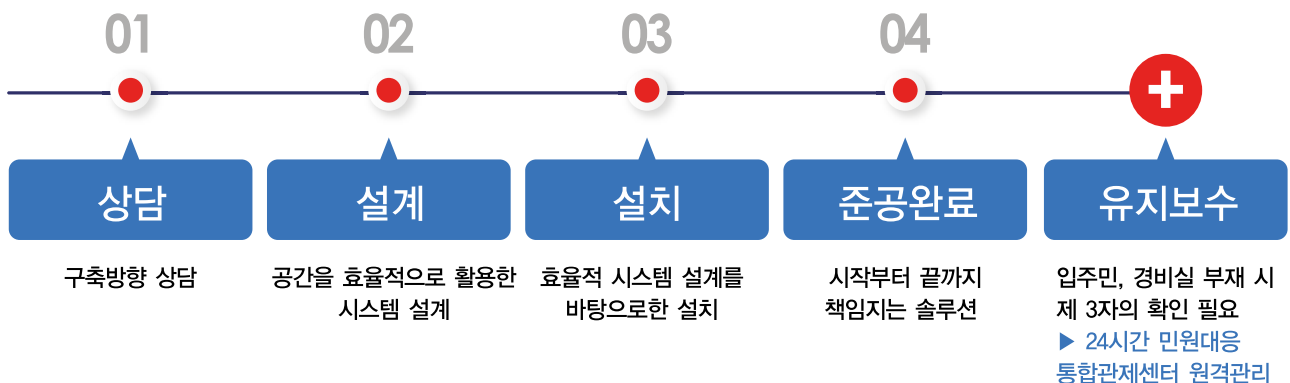 01
02
03
04
상담
설계
설치
준공완료
유지보수
구축방향 상담
공간을 효율적으로 활용한
시스템 설계
효율적 시스템 설계를
바탕으로한 설치
시작부터 끝까지
책임지는 솔루션
입주민, 경비실 부재 시
제 3자의 확인 필요
▶ 24시간 민원대응
통합관제센터 원격관리